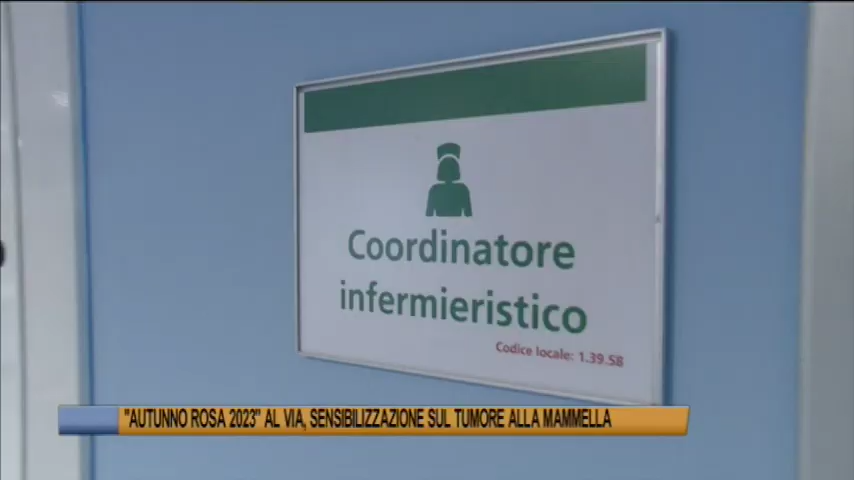 Coordinatore
infermieristico
Codice locale: 1.39.58
"AUTUNNO ROSA 2023" AL VIA, SENSIBILIZZAZIONE SUL TUMORE ALLA MAMMELLA